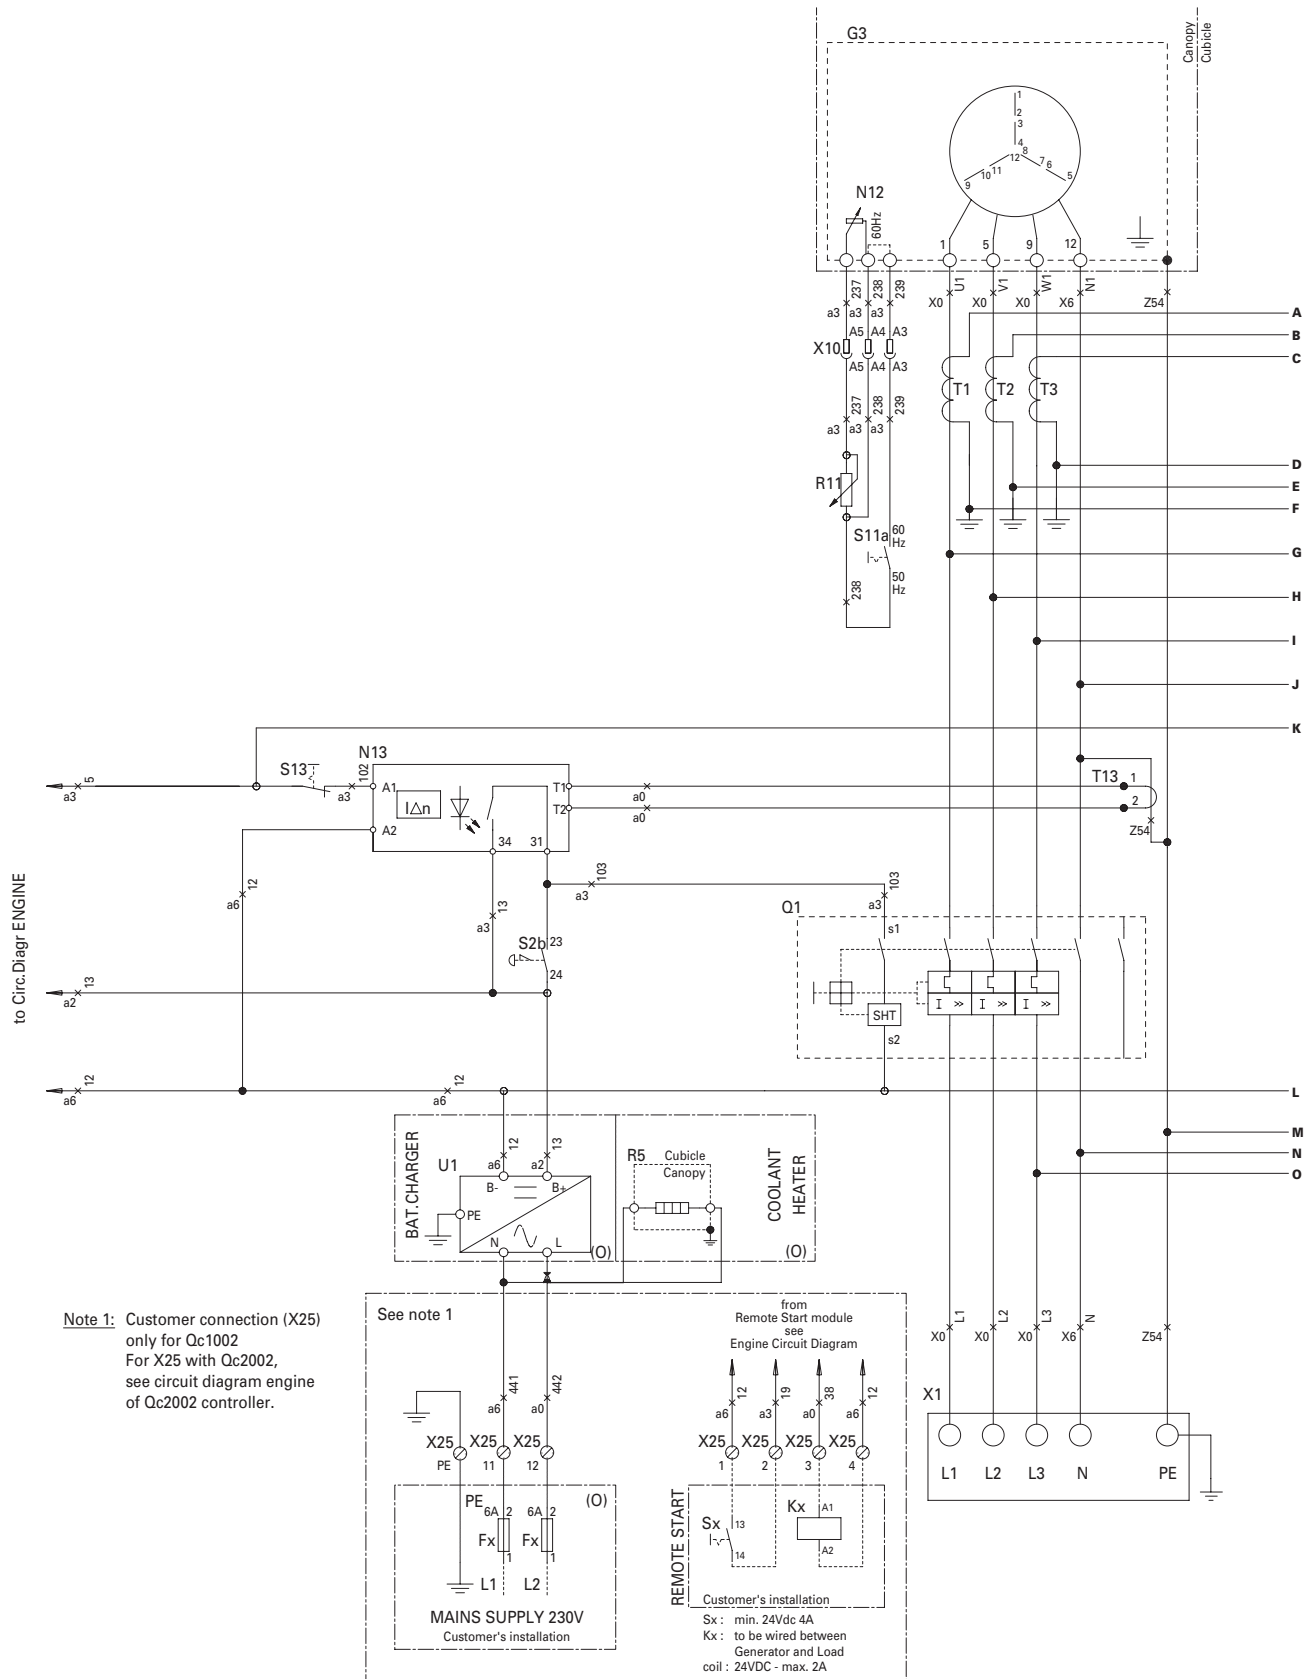 G3
Canopy
Cubicle
1
2
3
4
12 8
7 6
5
11
10
9
N12
60Hz
1 5 9 12
237 238 239
U1 V1 W1 N1
a3 a3 a3
X0 X0 X0 X6 Z54
A
B
C
A5 A4 A3
X10
A5 A4 A3
T1 T2 T3
237 238 239
a3 a3 a3
D
E
F
R11
S11a
60
Hz
50
Hz
238
G
H
I
J
K
N13
S13
5
a3
102
a3
A1
A2
I∆n
T1
T2
34 31
a0
a0
T13
1
2
Z54
to Circ.Diagr ENGINE
12
a6
13
a3
103
a3
103
a3
Q1
s1
S2b
23
24
13
a2
SHT
s2
I >> I >> I >>
12
a6
12
a6
L
M
N
O
BAT.CHARGER
U1
12
a6
13
a2
B- B+
PE
N L
(O)
R5
Cubicle
Canopy
COOLANT
HEATER
(O)
Note 1: Customer connection (X25)
only for Qc1002
For X25 with Qc2002,
see circuit diagram engine
of Qc2002 controller.
See note 1
from
Remote Start module
see
Engine Circuit Diagram
441 442
a6 a0
12 19 38 12
a6 a3 a0 a6
X25 X25 X25
PE 11 12
X25 X25 X25 X25
1 2 3 4
L1 L2 L3 N
X0 X0 X0 X6 Z54
X1
L1 L2 L3 N PE
PE
(O)
6A 2 6A 2
Fx Fx
1 1
L1 L2
MAINS SUPPLY 230V
Customer's installation
REMOTE START
Sx
13
14
Kx
A1
A2
Customer's installation
Sx : min. 24Vdc 4A
Kx : to be wired between
Generator and Load
coil : 24VDC - max. 2A